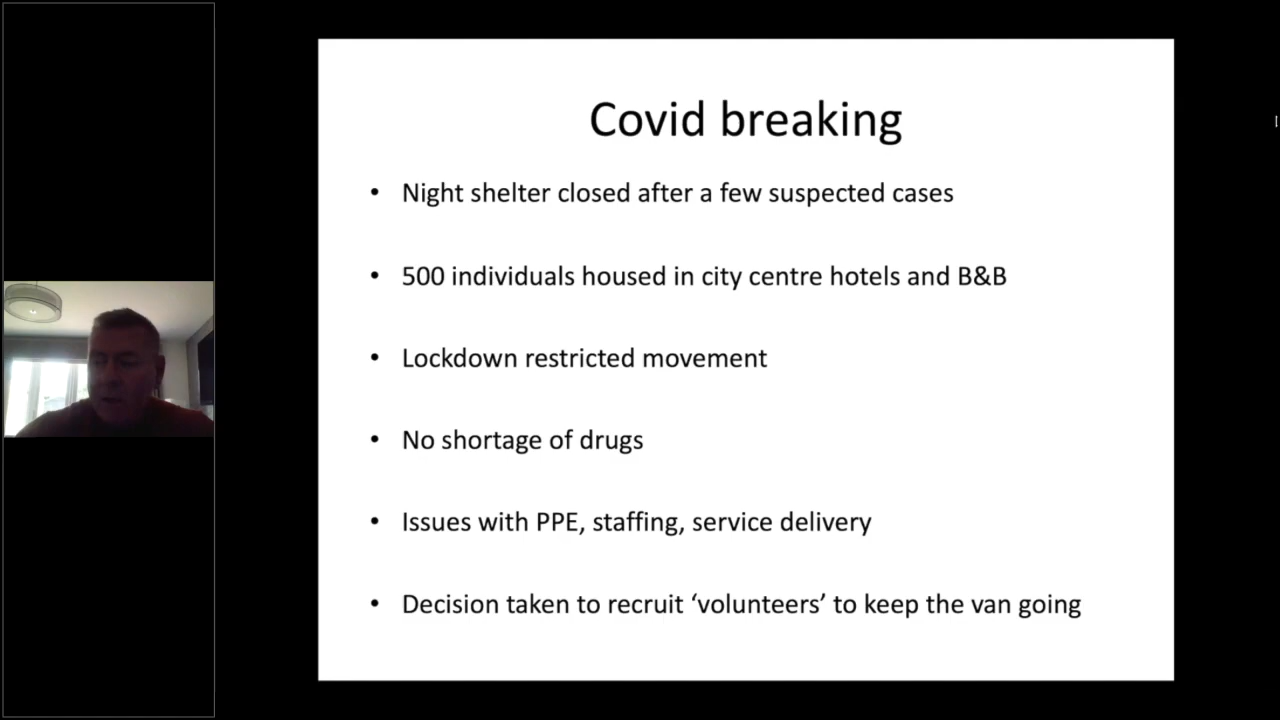 Covid breaking
• Night shelter closed after a few suspected cases
• 500 individuals housed in city centre hotels and B&B
• Lockdown restricted movement
• No shortage of drugs
• Issues with PPE, staffing, service delivery
• Decision taken to recruit ‘volunteers’ to keep the van going